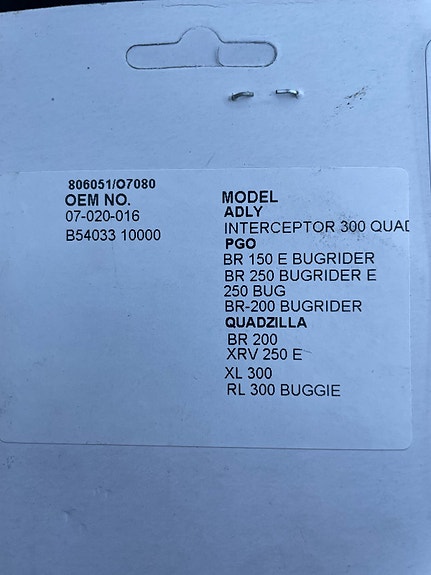 806051/O7080
OEM NO.
07-020-016
B54033 10000
MODEL
ADLY
INTERCEPTOR 300 QUAD
PGO
BR 150 E BUGRIDER
BR 250 BUGRIDER E
250 BUG
BR-200 BUGRIDER
QUADZILLA
BR 200
XRV 250 E
XL 300
RL 300 BUGGIE